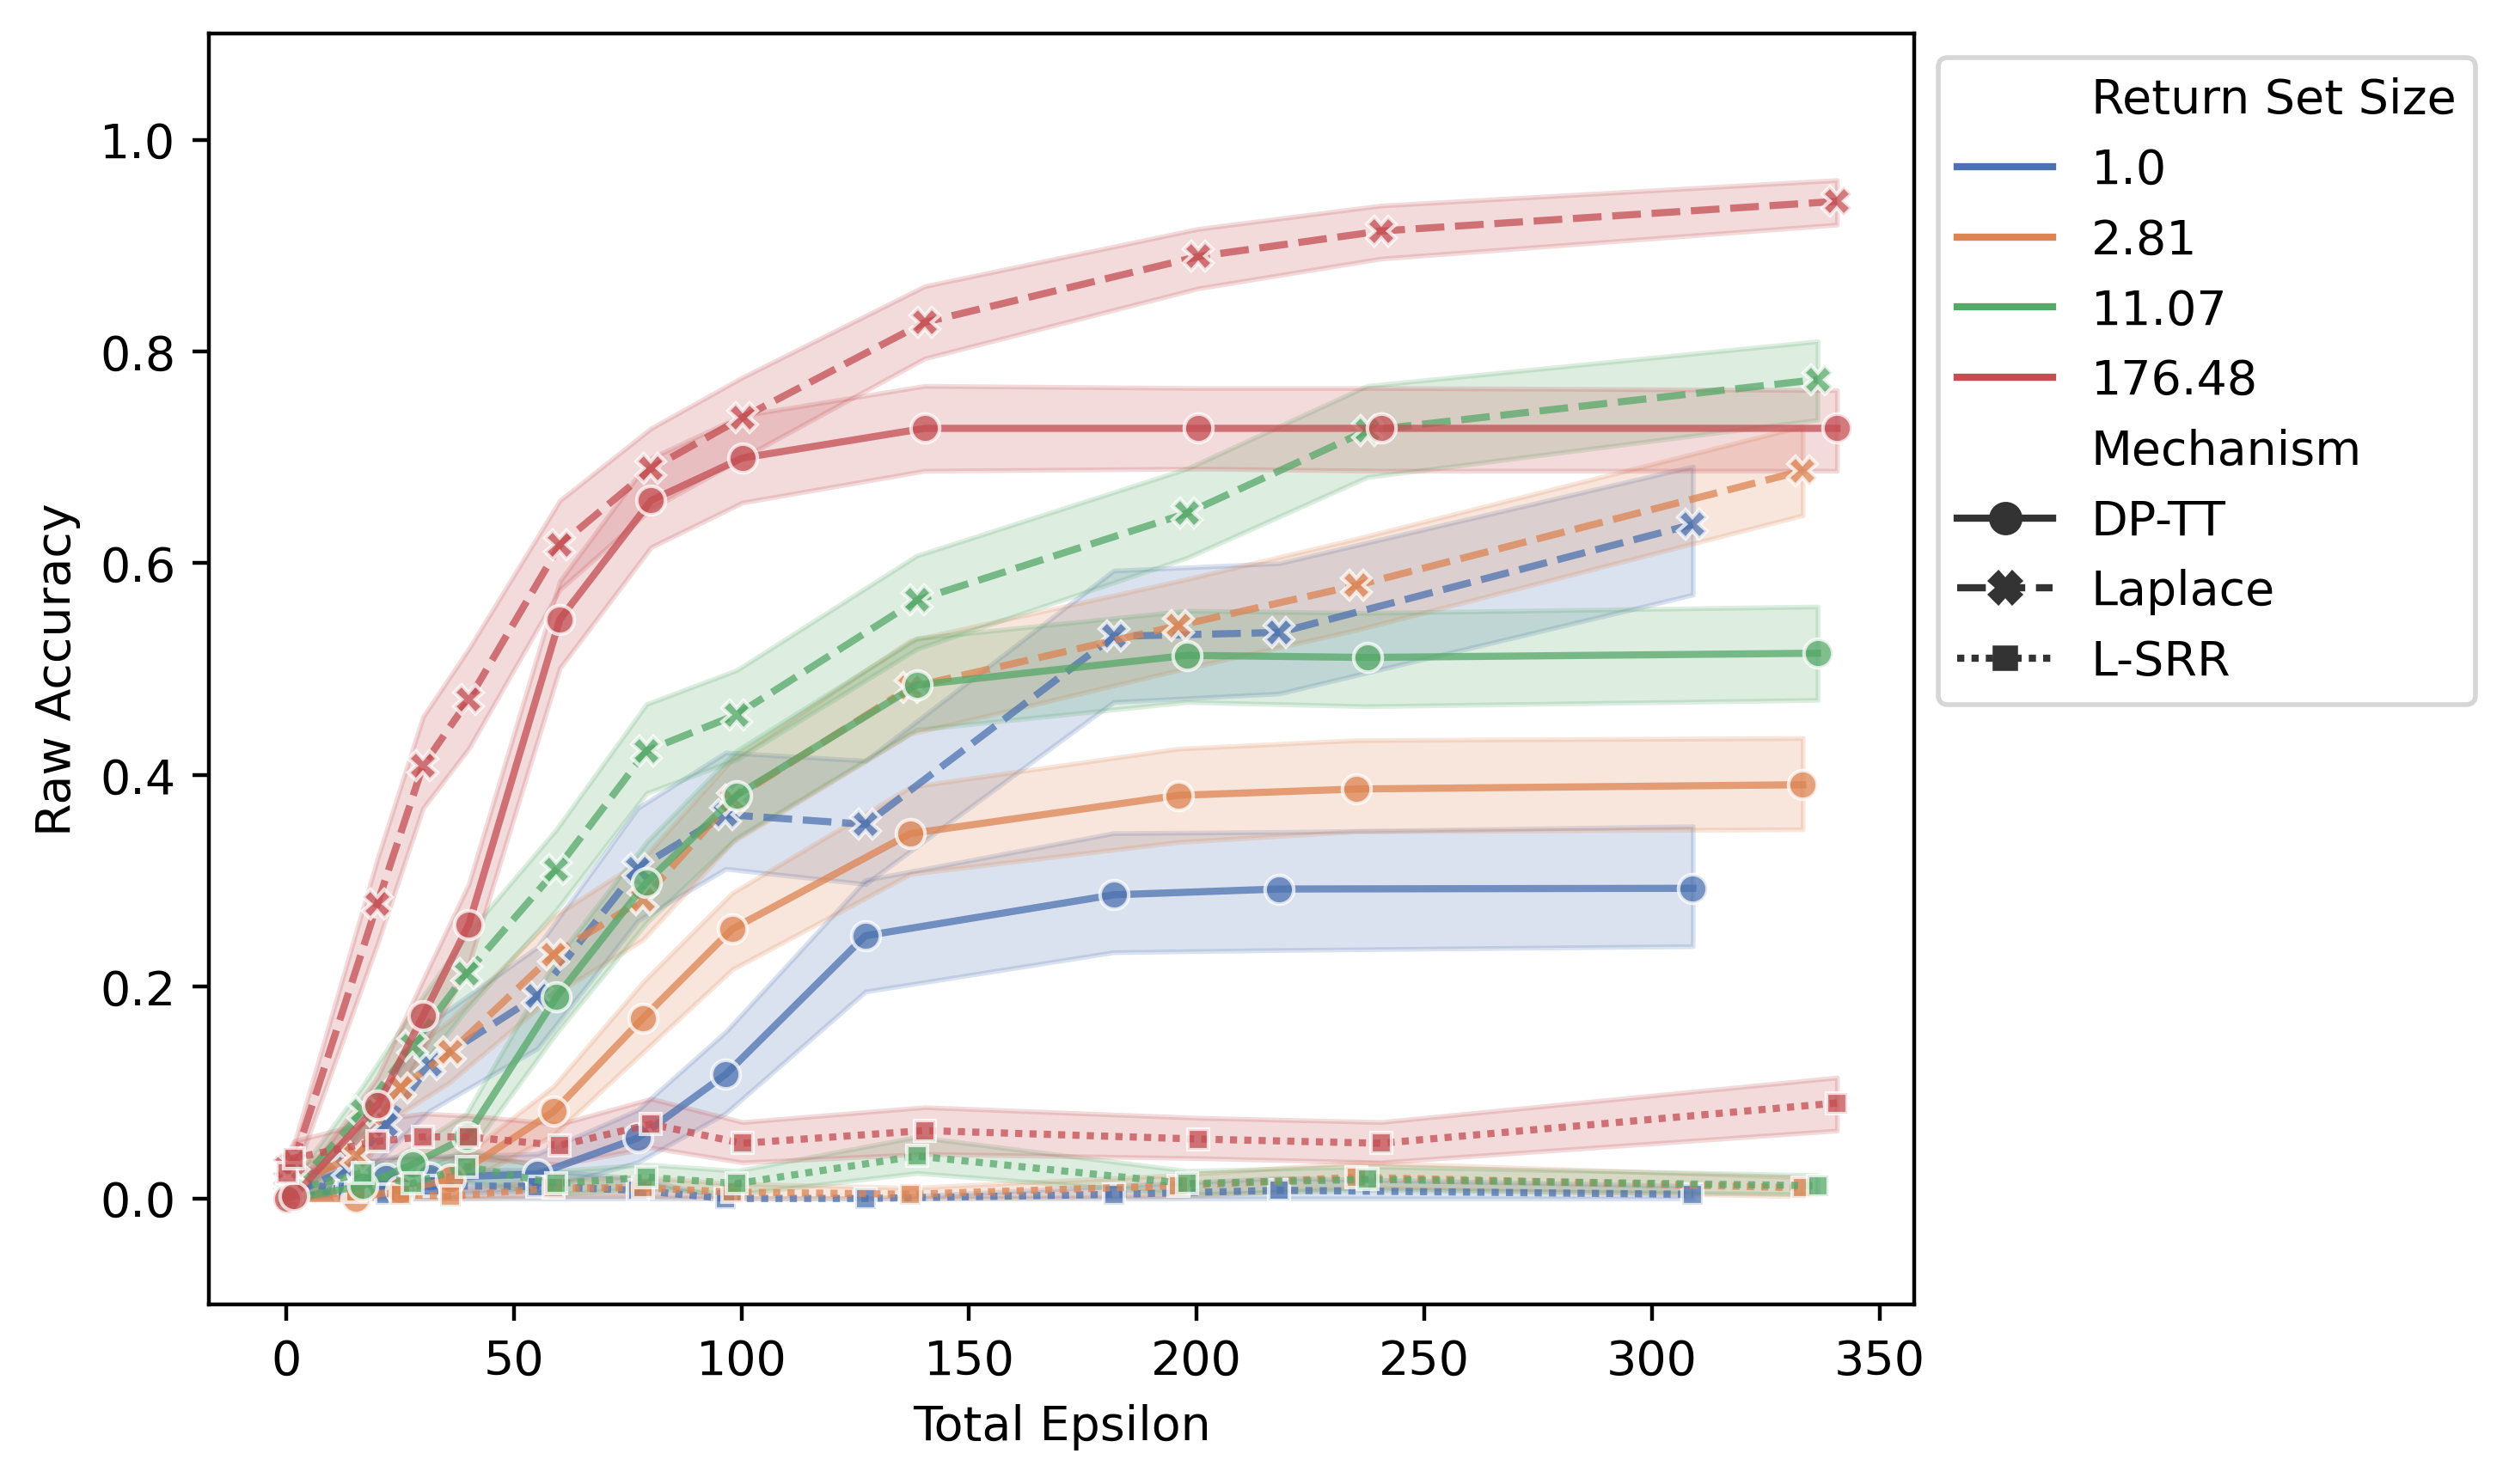 1.0
0.8
0.6
0.4
0.2
0.0
Raw Accuracy
0 50 100 150 200 250 300 350
Total Epsilon
Return Set Size
1.0
2.81
11.07
176.48
Mechanism
DP-TT
Laplace
L-SRR